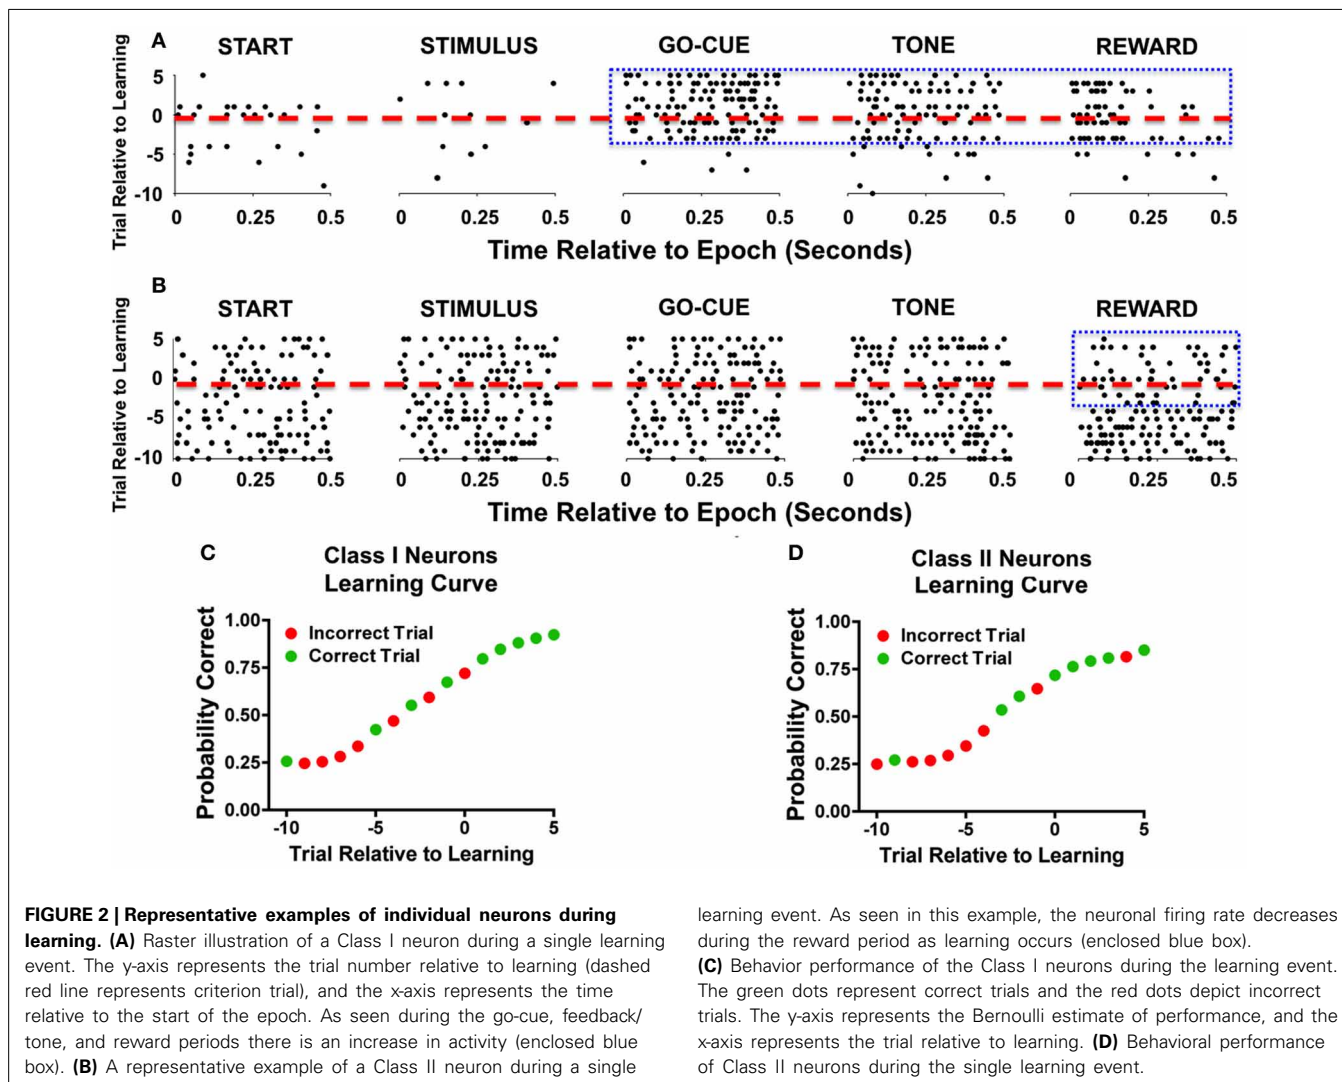 A
START STIMULUS GO-CUE TONE REWARD
Trial Relative to Learning
5
0
-5
-10
0 0.25 0.5 0 0.25 0.5 0 0.25 0.5 0 0.25 0.5 0 0.25 0.5
Time Relative to Epoch (Seconds)
B
START STIMULUS GO-CUE TONE REWARD
Trial Relative to Learning
5
0
-5
-10
0 0.25 0.5 0 0.25 0.5 0 0.25 0.5 0 0.25 0.5 0 0.25 0.5
Time Relative to Epoch (Seconds)
C
Class I Neurons
Learning Curve
Probability Correct
1.00
0.75
0.50
0.25
0.00
Incorrect Trial
Correct Trial
-10 -5 0 5
Trial Relative to Learning
D
Class II Neurons
Learning Curve
Probability Correct
1.00
0.75
0.50
0.25
0.00
Incorrect Trial
Correct Trial
-10 -5 0 5
Trial Relative to Learning
FIGURE 2 | Representative examples of individual neurons during
learning. (A) Raster illustration of a Class I neuron during a single learning
event. The y-axis represents the trial number relative to learning (dashed
red line represents criterion trial), and the x-axis represents the time
relative to the start of the epoch. As seen during the go-cue, feedback/
tone, and reward periods there is an increase in activity (enclosed blue
box). (B) A representative example of a Class II neuron during a single
learning event. As seen in this example, the neuronal firing rate decreases
during the reward period as learning occurs (enclosed blue box).
(C) Behavior performance of the Class I neurons during the learning event.
The green dots represent correct trials and the red dots depict incorrect
trials. The y-axis represents the Bernoulli estimate of performance, and the
x-axis represents the trial relative to learning. (D) Behavioral performance
of Class II neurons during the single learning event.